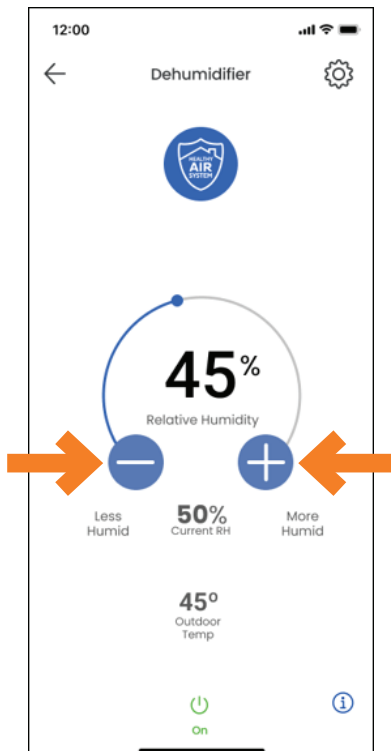 12:00
Dehumidifier
HEALTHY
AIR
SYSTEM
45%
Relative Humidity
Less
Humid
50%
Current RH
More
Humid
45°
Outdoor
Temp
On